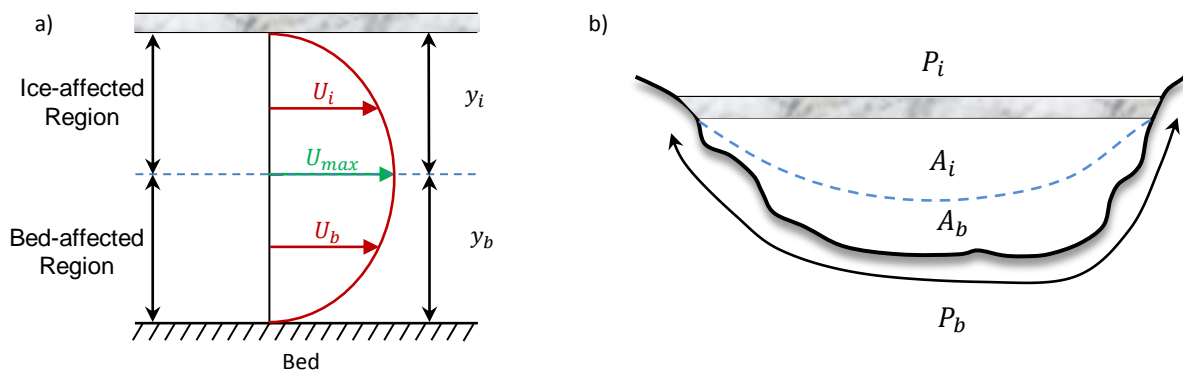 a)
Ice-affected
Region
U_i
y_i
U_max
Bed-affected
Region
U_b
y_b
Bed
b)
P_i
A_i
A_b
P_b